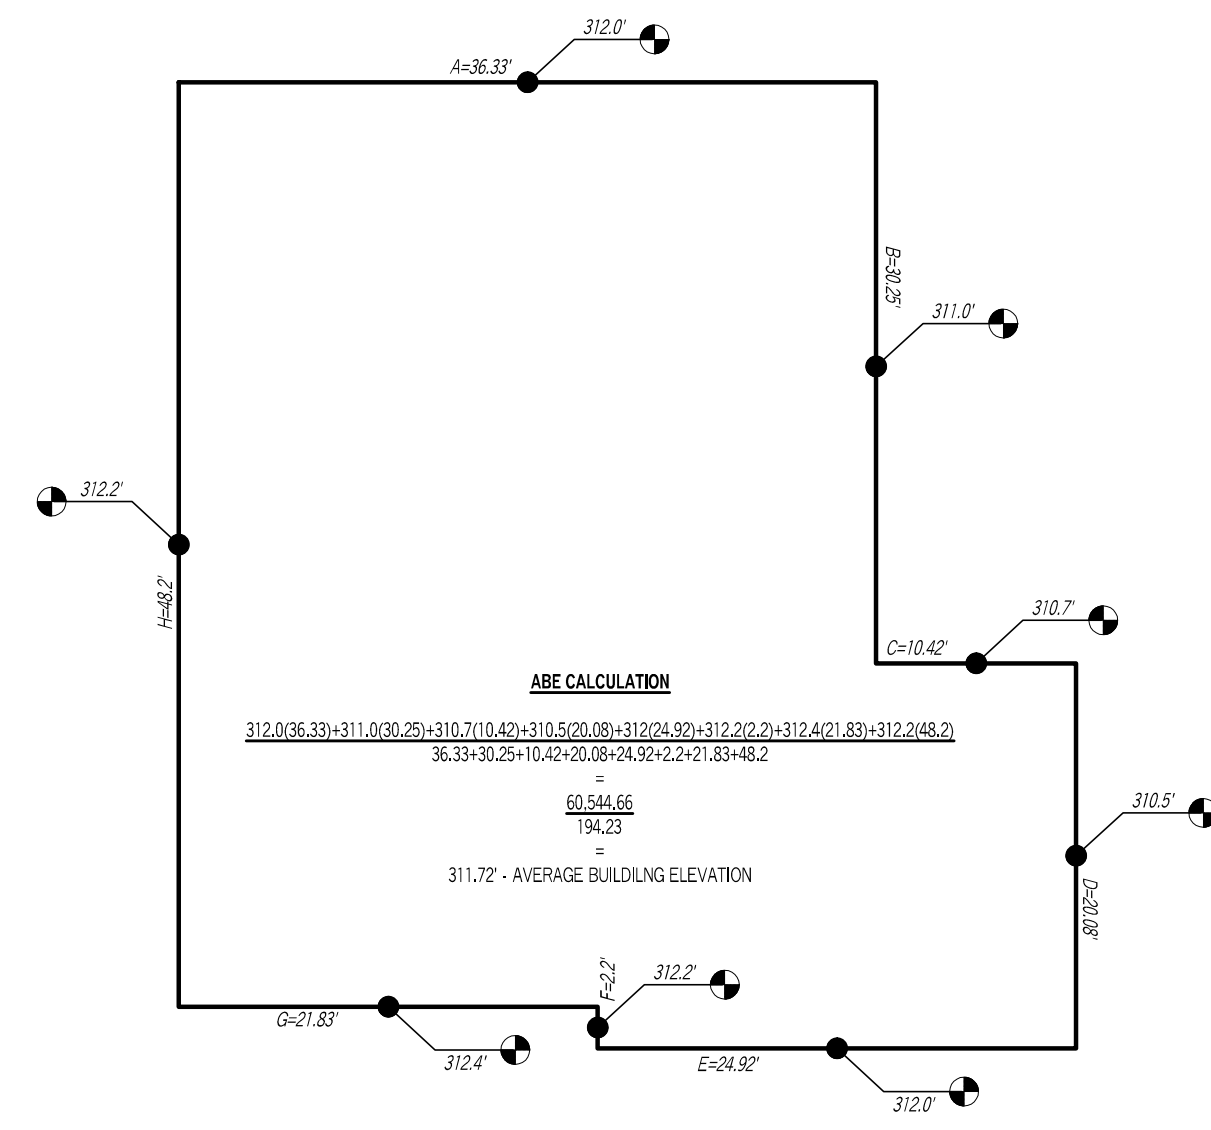 312.0'
A=36.33'
B=30.25'
311.0'
312.2'
H=48.2'
310.7'
C=10.42'
ABE CALCULATION
312.0(36.33)+311.0(30.25)+310.7(10.42)+310.5(20.08)+312(24.92)+312.2(2.2)+312.4(21.83)+312.2(48.2)
36.33+30.25+10.42+20.08+24.92+2.2+21.83+48.2
=
60,544.66
194.23
=
311.72' - AVERAGE BUILDILNG ELEVATION
310.5'
D=20.08'
F=2.2'
312.2'
G=21.83'
312.4'
E=24.92'
312.0'